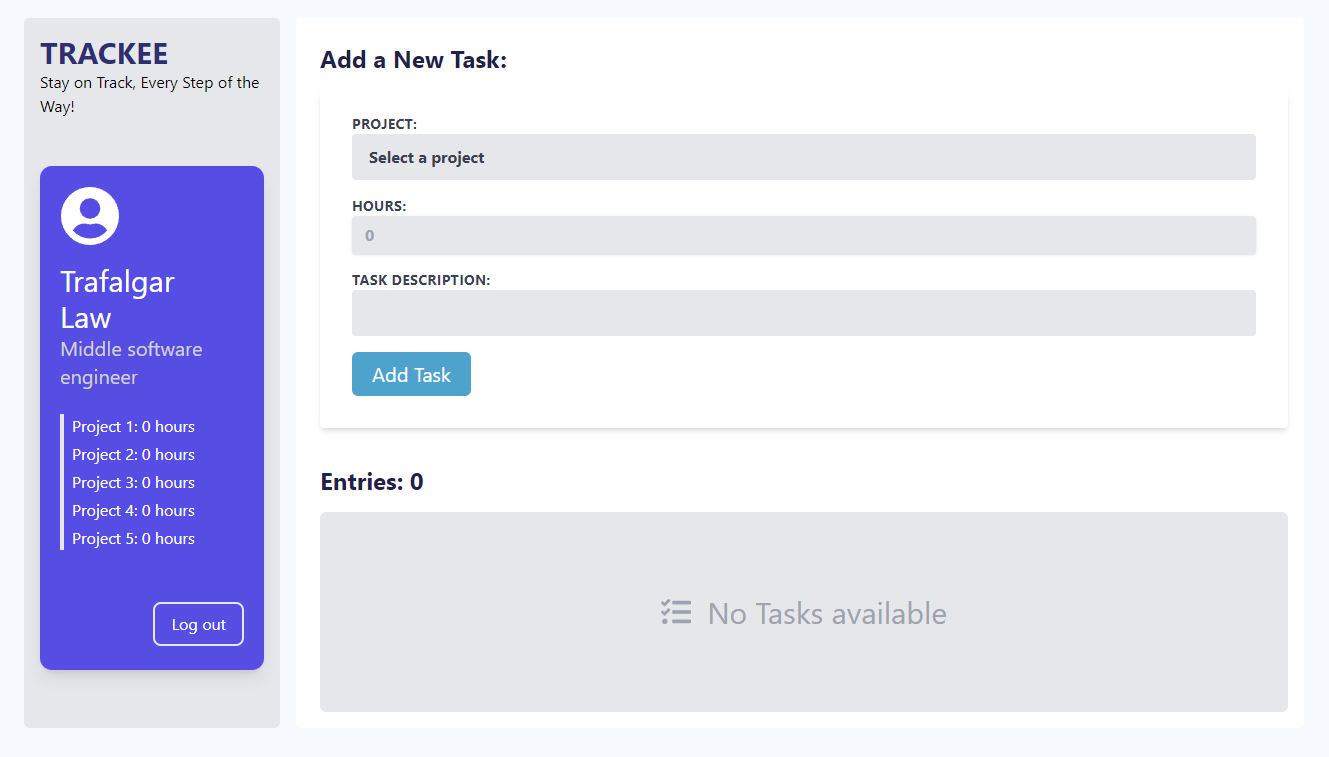 TRACKEE
Stay on Track, Every Step of the
Way!
Trafalgar
Law
Middle software
engineer
Project 1: 0 hours
Project 2: 0 hours
Project 3: 0 hours
Project 4: 0 hours
Project 5: 0 hours
Log out
Add a New Task:
PROJECT:
Select a project
HOURS:
0
TASK DESCRIPTION:
Add Task
Entries: 0
No Tasks available